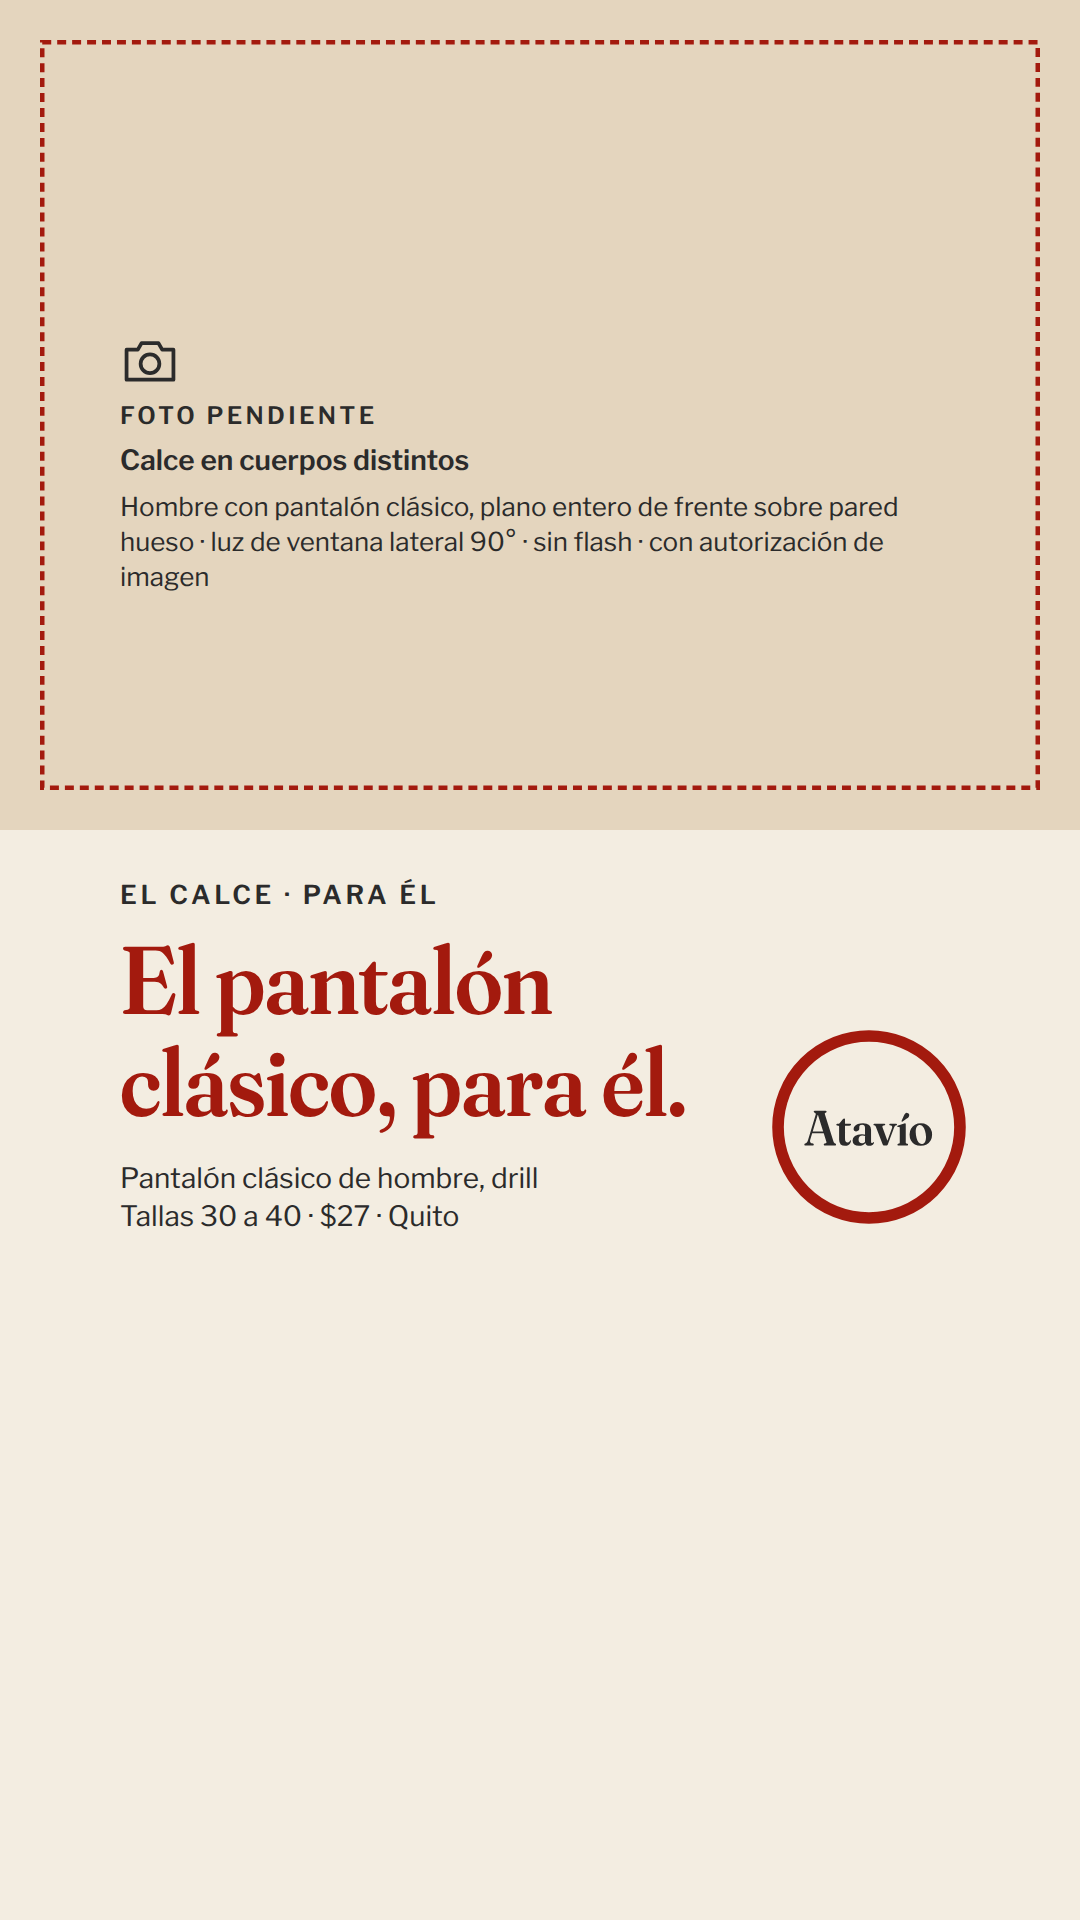 FOTO PENDIENTE
Calce en cuerpos distintos
Hombre con pantalón clásico, plano entero de frente sobre pared
hueso · luz de ventana lateral 90° · sin flash · con autorización de
imagen
EL CALCE · PARA ÉL
El pantalón
clásico, para él.
Atavío
Pantalón clásico de hombre, drill
Tallas 30 a 40 · $27 · Quito